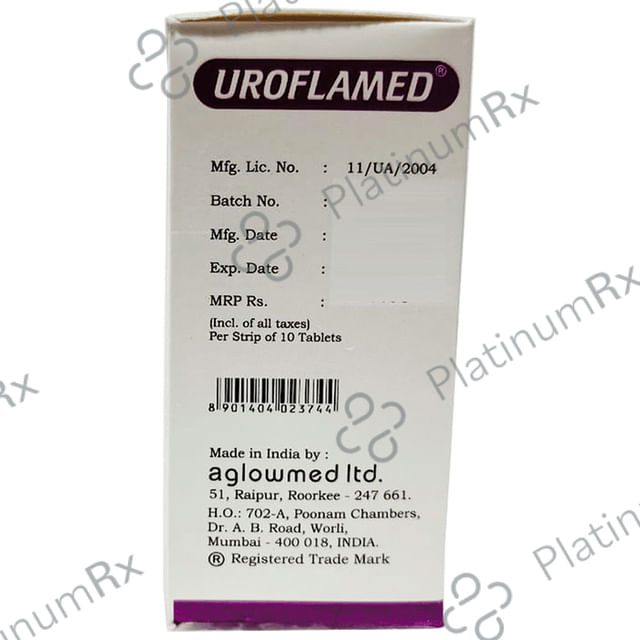 UROFLAMED®
Mfg. Lic. No. : 11/UA/2004
Batch No. :
Mfg. Date :
Exp. Date :
MRP Rs. :
(Incl. of all taxes)
Per Strip of 10 Tablets
8 901404 023744
Made in India by :
aglowmed ltd.
51, Raipur, Roorkee - 247 661.
H.O.: 702-A, Poonam Chambers,
Dr. A. B. Road, Worli,
Mumbai - 400 018, INDIA.
® Registered Trade Mark
PlatinumRx
PlatinumRx
PlatinumRx
Rx
PlatinumRx